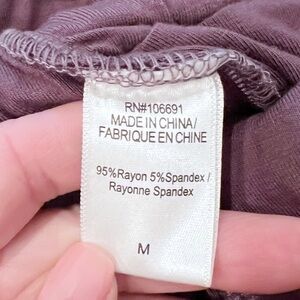 RN#106691
MADE IN CHINA/
FABRIQUE EN CHINE
95%Rayon 5%Spandex/
Rayonne Spandex
M